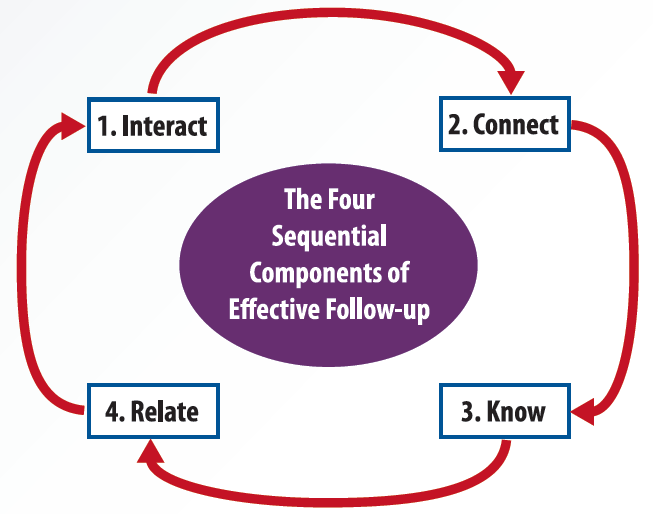 1. Interact
2. Connect
The Four
Sequential
Components of
Effective Follow-up
4. Relate
3. Know